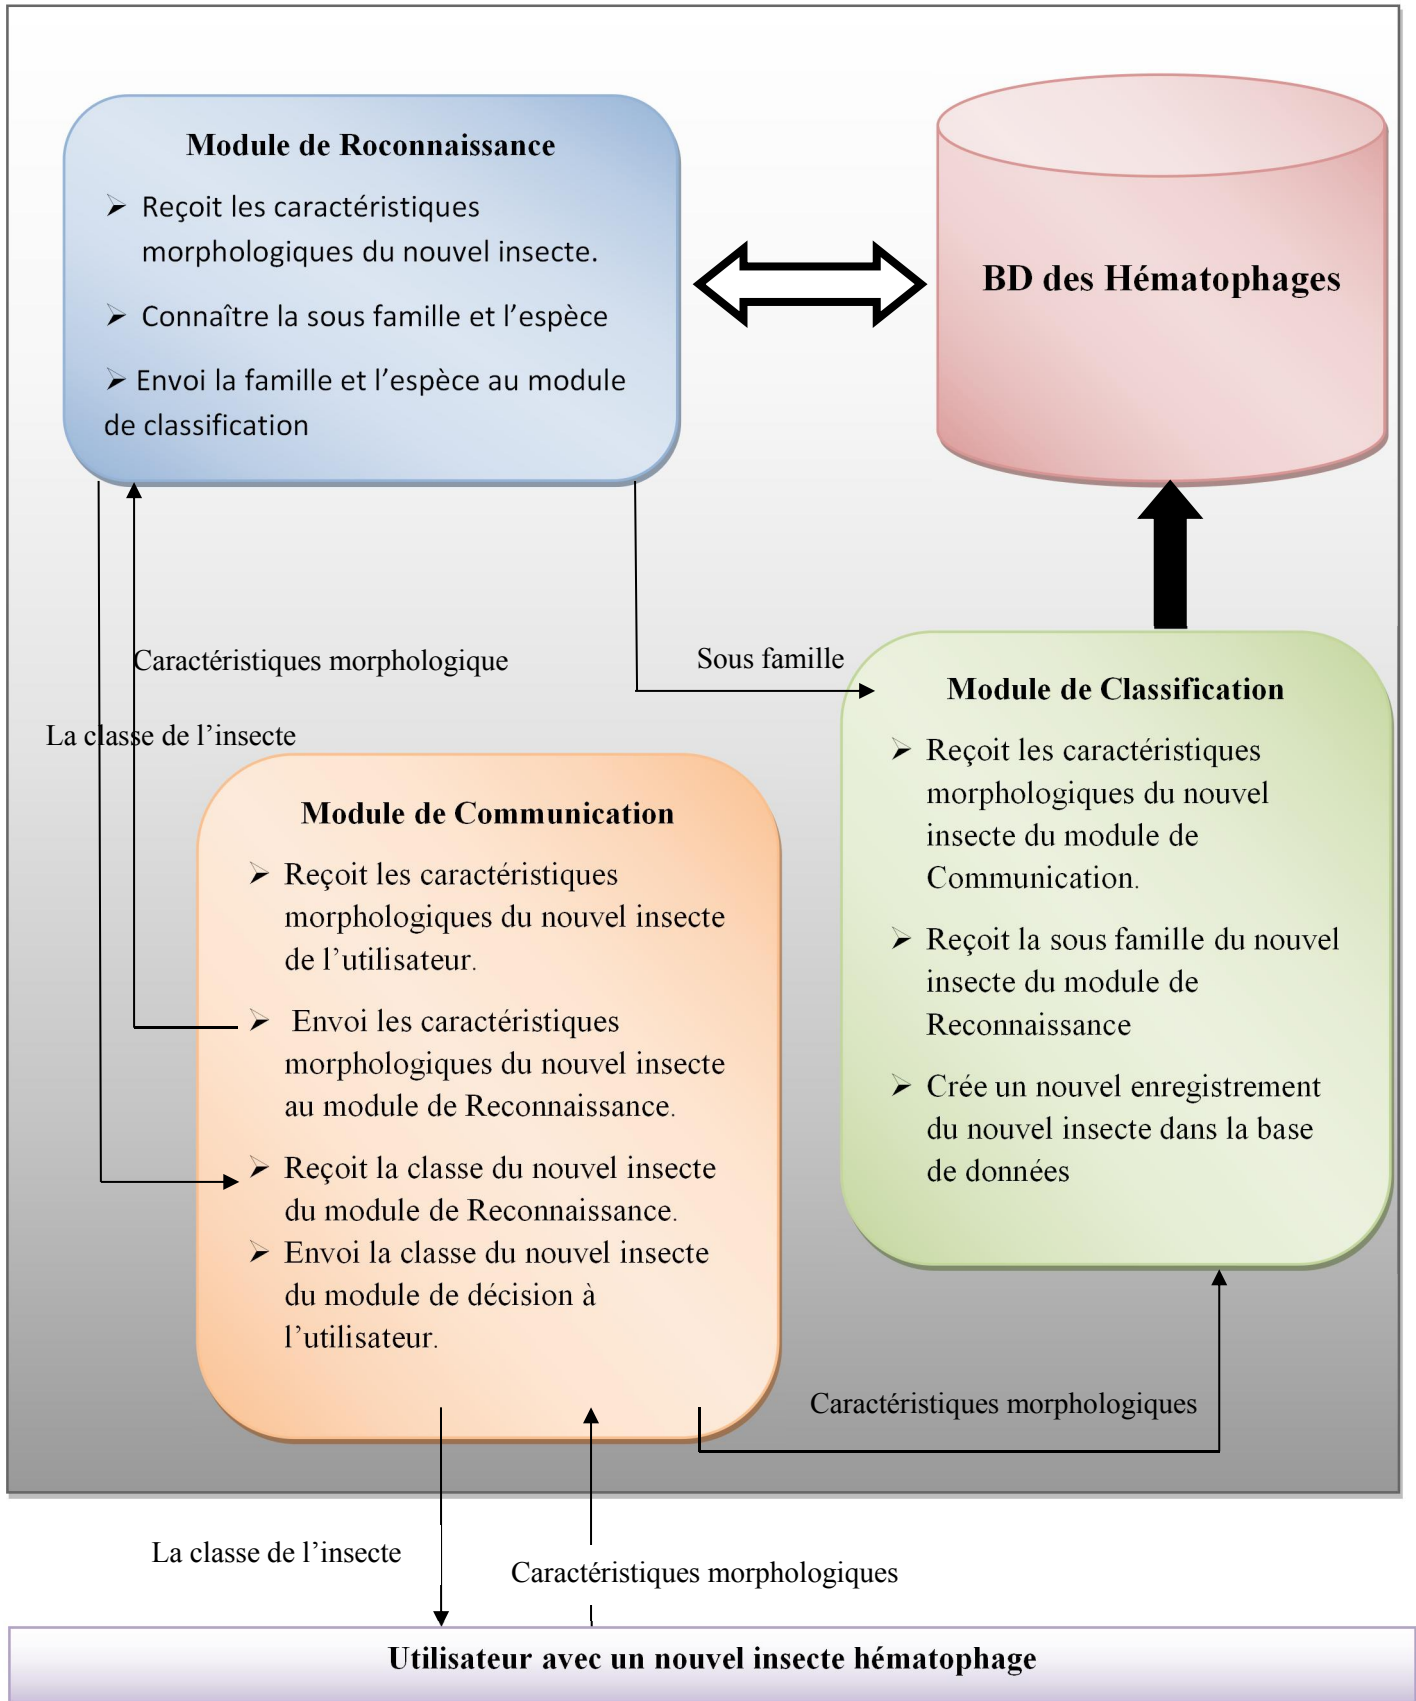 Module de Roconnaissance
➢ Reçoit les caractéristiques
morphologiques du nouvel insecte.
➢ Connaître la sous famille et l’espèce
➢ Envoi la famille et l’espèce au module
de classification
BD des Hématophages
Caractéristiques morphologique
Sous famille
La classe de l’insecte
Module de Classification
➢ Reçoit les caractéristiques
morphologiques du nouvel
insecte du module de
Communication.
➢ Reçoit la sous famille du nouvel
insecte du module de
Reconnaissance
➢ Crée un nouvel enregistrement
du nouvel insecte dans la base
de données
Module de Communication
➢ Reçoit les caractéristiques
morphologiques du nouvel insecte
de l’utilisateur.
➢ Envoi les caractéristiques
morphologiques du nouvel insecte
au module de Reconnaissance.
➢ Reçoit la classe du nouvel insecte
du module de Reconnaissance.
➢ Envoi la classe du nouvel insecte
du module de décision à
l’utilisateur.
Caractéristiques morphologiques
La classe de l’insecte
Caractéristiques morphologiques
Utilisateur avec un nouvel insecte hématophage